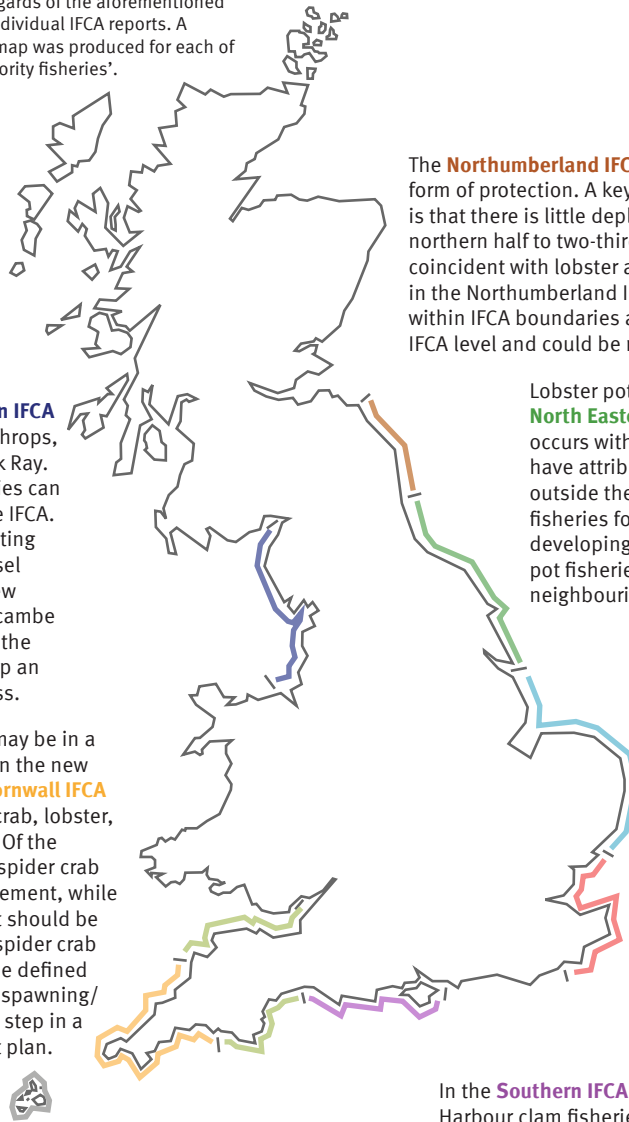 gards of the aforementioned
dividual IFCA reports. A
map was produced for each of
ority fisheries'.
The Northumberland IFC
form of protection. A key
is that there is little depl
northern half to two-third
coincident with lobster a
in the Northumberland I
within IFCA boundaries a
IFCA level and could be r
n IFCA
hrops,
k Ray.
ies can
e IFCA.
ting
sel
w
cambe
the
p an
ss.
Lobster pot
North Easte
occurs with
have attrib
outside the
fisheries fo
developing
pot fisherie
neighbouri
may be in a
n the new
ornwall IFCA
crab, lobster,
Of the
spider crab
ement, while
t should be
spider crab
e defined
spawning/
step in a
t plan.
In the Southern IFCA
Harbour clam fisherie